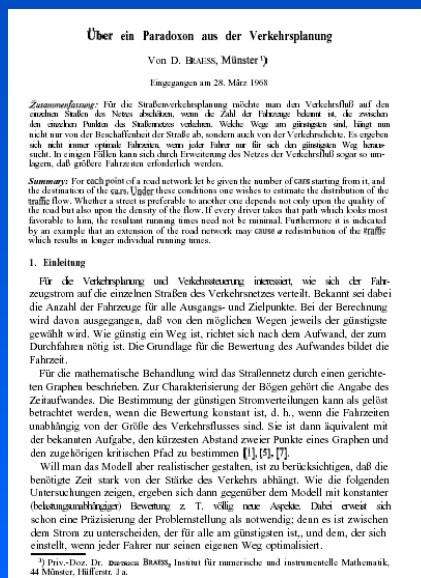 Über ein Paradoxon aus der Verkehrsplanung
Von D. BRAESS, Münster ¹)
Eingegangen am 28. März 1968
Zusammenfassung: Für die Straßenverkehrsplanung möchte man den Verkehrsfluß auf den
einzelnen Straßen des Netzes abschätzen, wenn die Zahl der Fahrzeuge bekannt ist, die zwischen
den einzelnen Punkten des Straßennetzes verkehren. Welche Wege am günstigsten sind, hängt nun
nicht nur von der Beschaffenheit der Straße ab, sondern auch von der Verkehrsdichte. Es ergeben
sich nicht immer optimale Fahrzeiten, wenn jeder Fahrer nur für sich den günstigsten Weg heraus-
sucht. In einigen Fällen kann sich durch Erweiterung des Netzes der Verkehrsfluß sogar so um-
lagern, daß größere Fahrzeiten erforderlich werden.
Summary: For each point of a road network let be given the number of cars starting from it, and
the destination of the cars. Under these conditions one wishes to estimate the distribution of the
traffic flow. Whether a street is preferable to another one depends not only upon the quality of
the road but also upon the density of the flow. If every driver takes that path which looks most
favorable to him, the resultant running times need not be minimal. Furthermore it is indicated
by an example that an extension of the road network may cause a redistribution of the traffic
which results in longer individual running times.
1. Einleitung
Für die Verkehrsplanung und Verkehrssteuerung interessiert, wie sich der Fahr-
zeugstrom auf die einzelnen Straßen des Verkehrsnetzes verteilt. Bekannt sei dabei
die Anzahl der Fahrzeuge für alle Ausgangs- und Zielpunkte. Bei der Berechnung
wird davon ausgegangen, daß von den möglichen Wegen jeweils der günstigste
gewählt wird. Wie günstig ein Weg ist, richtet sich nach dem Aufwand, der zum
Durchfahren nötig ist. Die Grundlage für die Bewertung des Aufwandes bildet die
Fahrzeit.
Für die mathematische Behandlung wird das Straßennetz durch einen gerichte-
ten Graphen beschrieben. Zur Charakterisierung der Bögen gehört die Angabe des
Zeitaufwandes. Die Bestimmung der günstigen Stromverteilungen kann als gelöst
betrachtet werden, wenn die Bewertung konstant ist, d. h., wenn die Fahrzeiten
unabhängig von der Größe des Verkehrsflusses sind. Sie ist dann äquivalent mit
der bekannten Aufgabe, den kürzesten Abstand zweier Punkte eines Graphen und
den zugehörigen kritischen Pfad zu bestimmen [1], [5], [7].
Will man das Modell aber realistischer gestalten, ist zu berücksichtigen, daß die
benötigte Zeit stark von der Stärke des Verkehrs abhängt. Wie die folgenden
Untersuchungen zeigen, ergeben sich dann gegenüber dem Modell mit konstanter
(belastungsunabhängiger) Bewertung z. T. völlig neue Aspekte. Dabei erweist sich
schon eine Präzisierung der Problemstellung als notwendig; denn es ist zwischen
dem Strom zu unterscheiden, der für alle am günstigsten ist,, und dem, der sich
einstellt, wenn jeder Fahrer nur seinen eigenen Weg optimalisiert.
¹) Priv.-Doz. Dr. DIETRICH BRAESS, Institut für numerische und instrumentelle Mathematik,
44 Münster, Hüfferstr. 3 a.